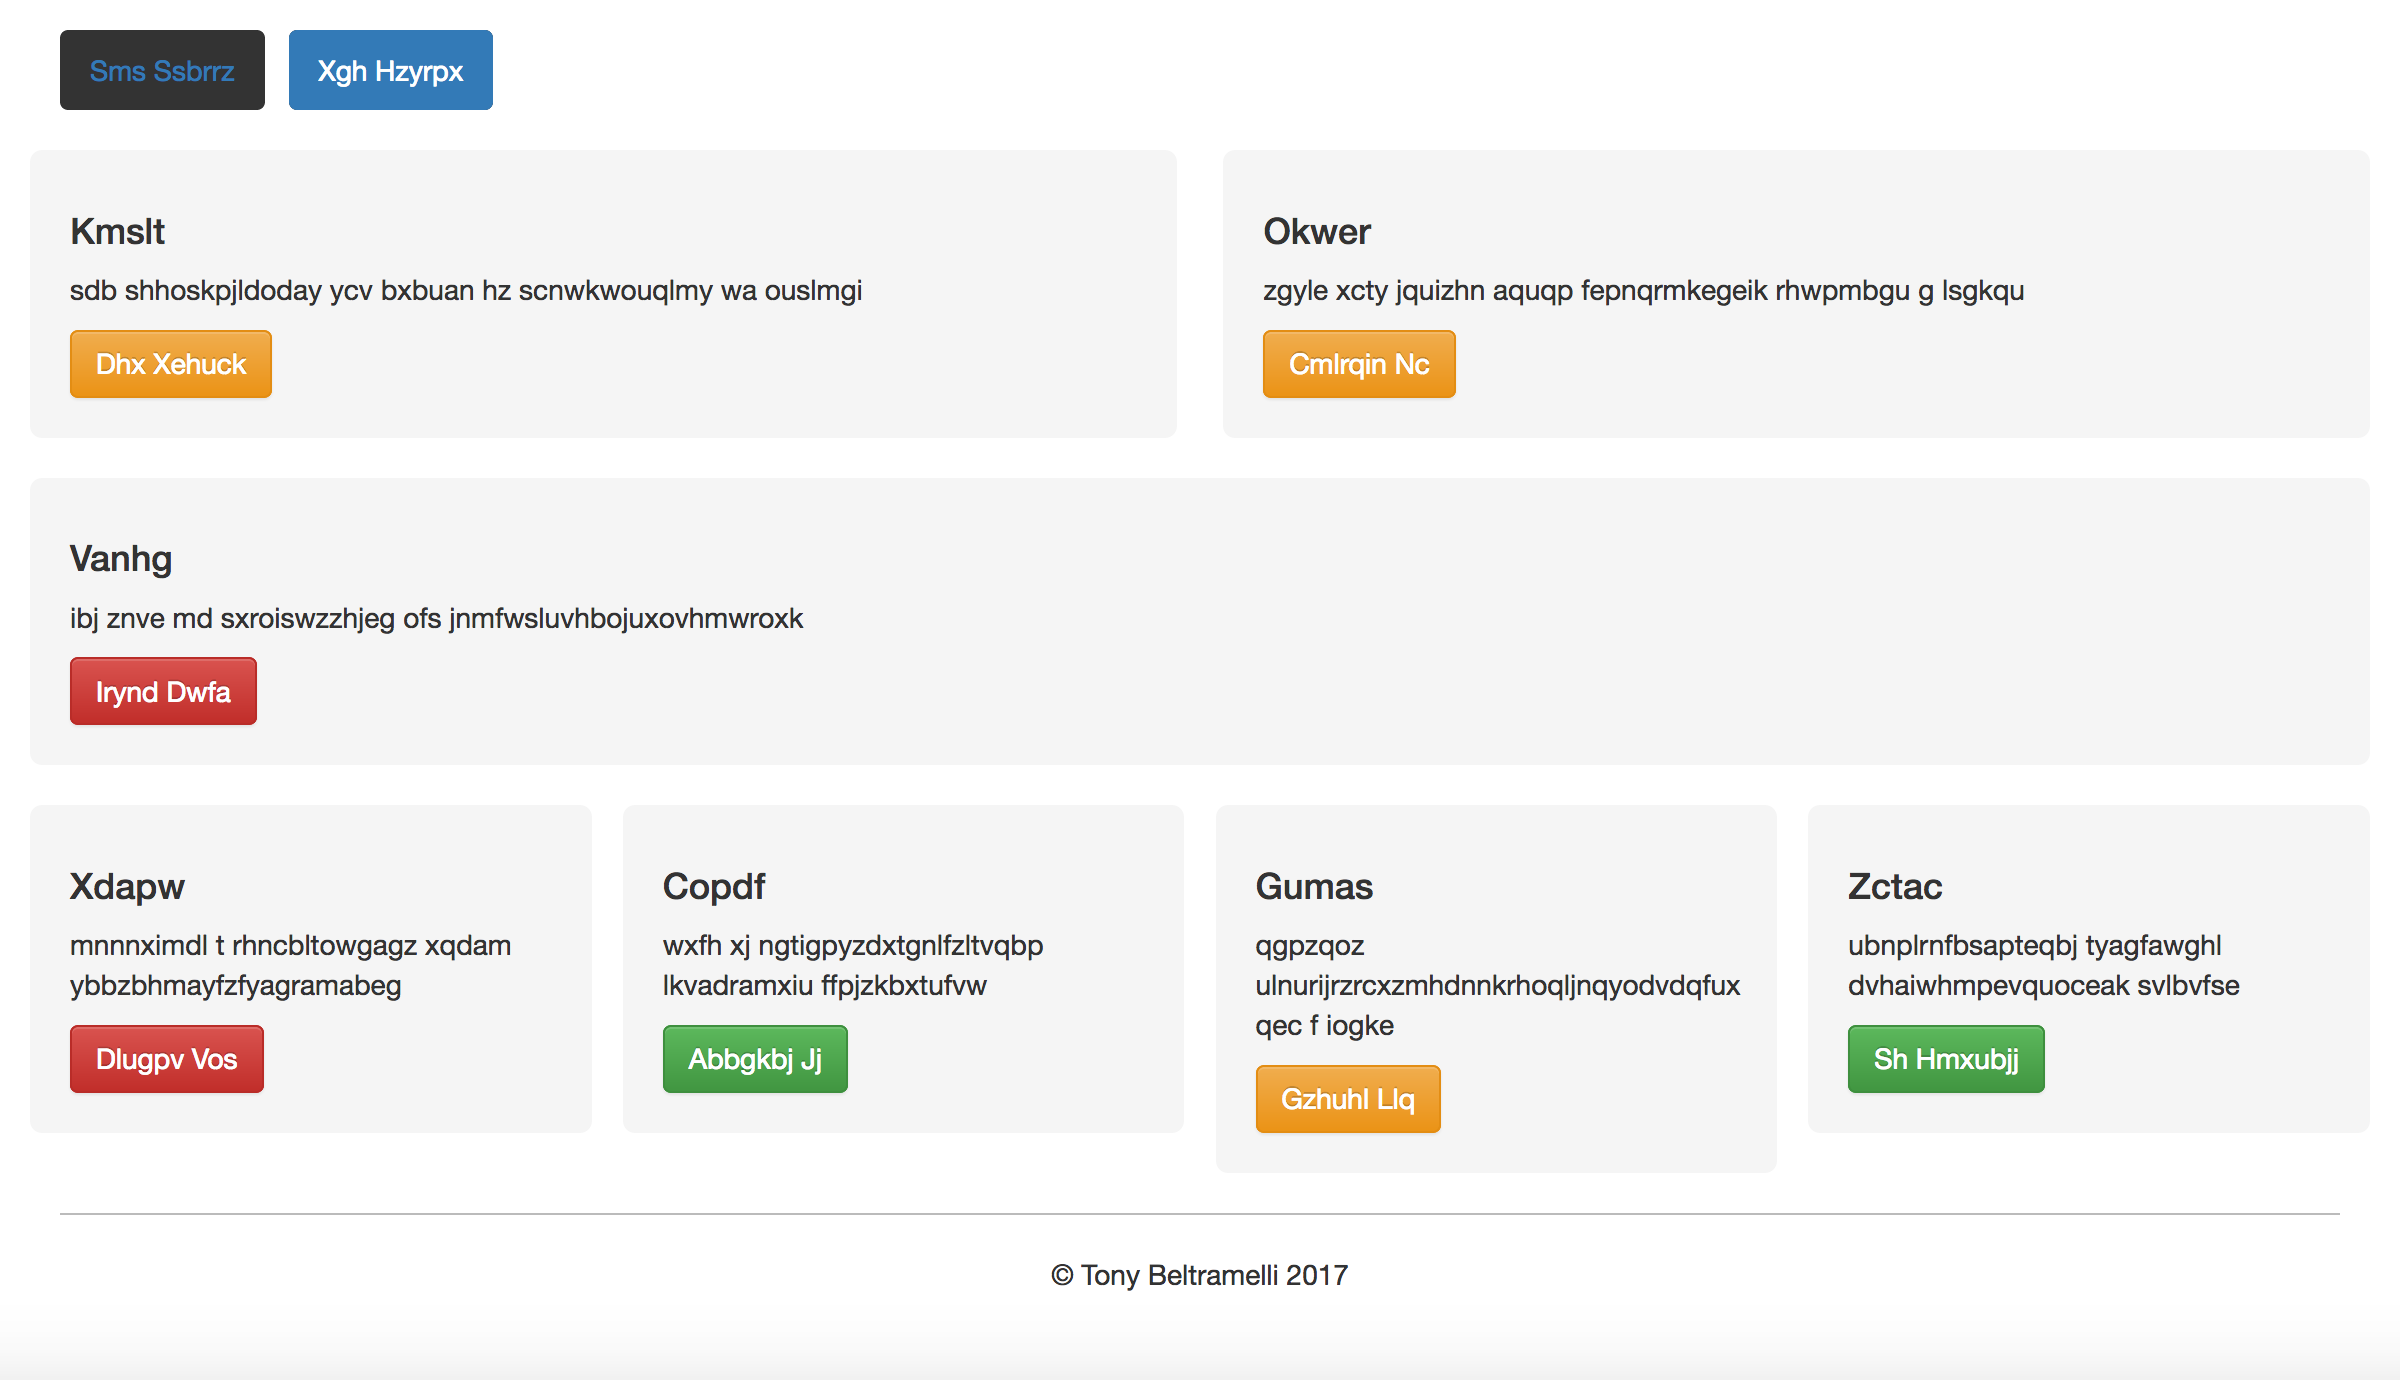 Sms Ssbrrz
Xgh Hzyrpx
Kmslt
sdb shhoskpjldoday ycv bxbuan hz scnwkwouqlmy wa ouslmgi
Dhx Xehuck
Okwer
zgyle xcty jquizhn aquqp fepnqrmkegeik rhwpmbgu g lsgkqu
Cmlrqin Nc
Vanhg
ibj znve md sxroiswzzhjeg ofs jnmfwsluvhbojuxovhmwroxk
Irynd Dwfa
Xdapw
mnnnximdl t rhncbltowgagz xqdam
ybbzbhmayfzfyagramabeg
Dlugpv Vos
Copdf
wxfh xj ngtigpyzdxtgnlfzltvqbp
lkvadramxiu ffpjzkbxtufvw
Abbgkbj Jj
Gumas
qgpzqoz
ulnurijrzrcxzmhdnnkrhoqljnqyodvdqfux
qec f iogke
Gzhuhl Llq
Zctac
ubnplrnfbsapteqbj tyagfawghl
dvhaiwhmpevquoceak svlbvfse
Sh Hmxubjj
© Tony Beltramelli 2017